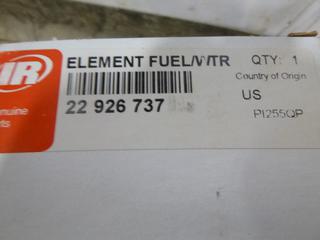 IR
ELEMENT FUEL/WTR QTY: 1
Country of Origin
22 926 737
US
PI255QP